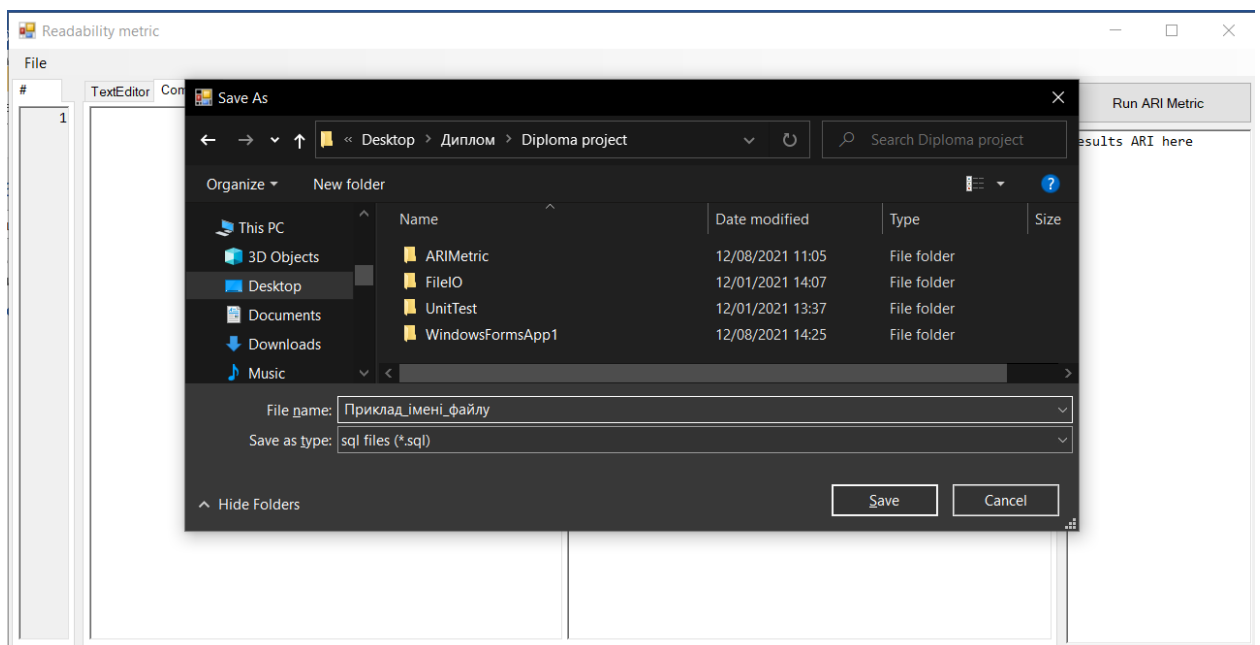 Readability metric
File
#
TextEditor Com
Save As
Run ARI Metric
1
« Desktop > Диплом > Diploma project
Search Diploma project
esults ARI here
Organize
New folder
?
This PC
Name
Date modified
Type
Size
3D Objects
ARIMetric
12/08/2021 11:05
File folder
Desktop
FileIO
12/01/2021 14:07
File folder
Documents
UnitTest
12/01/2021 13:37
File folder
Downloads
WindowsFormsApp1
12/08/2021 14:25
File folder
Music
File name: Приклад_імені_файлу
Save as type: sql files (*.sql)
Hide Folders
Save
Cancel